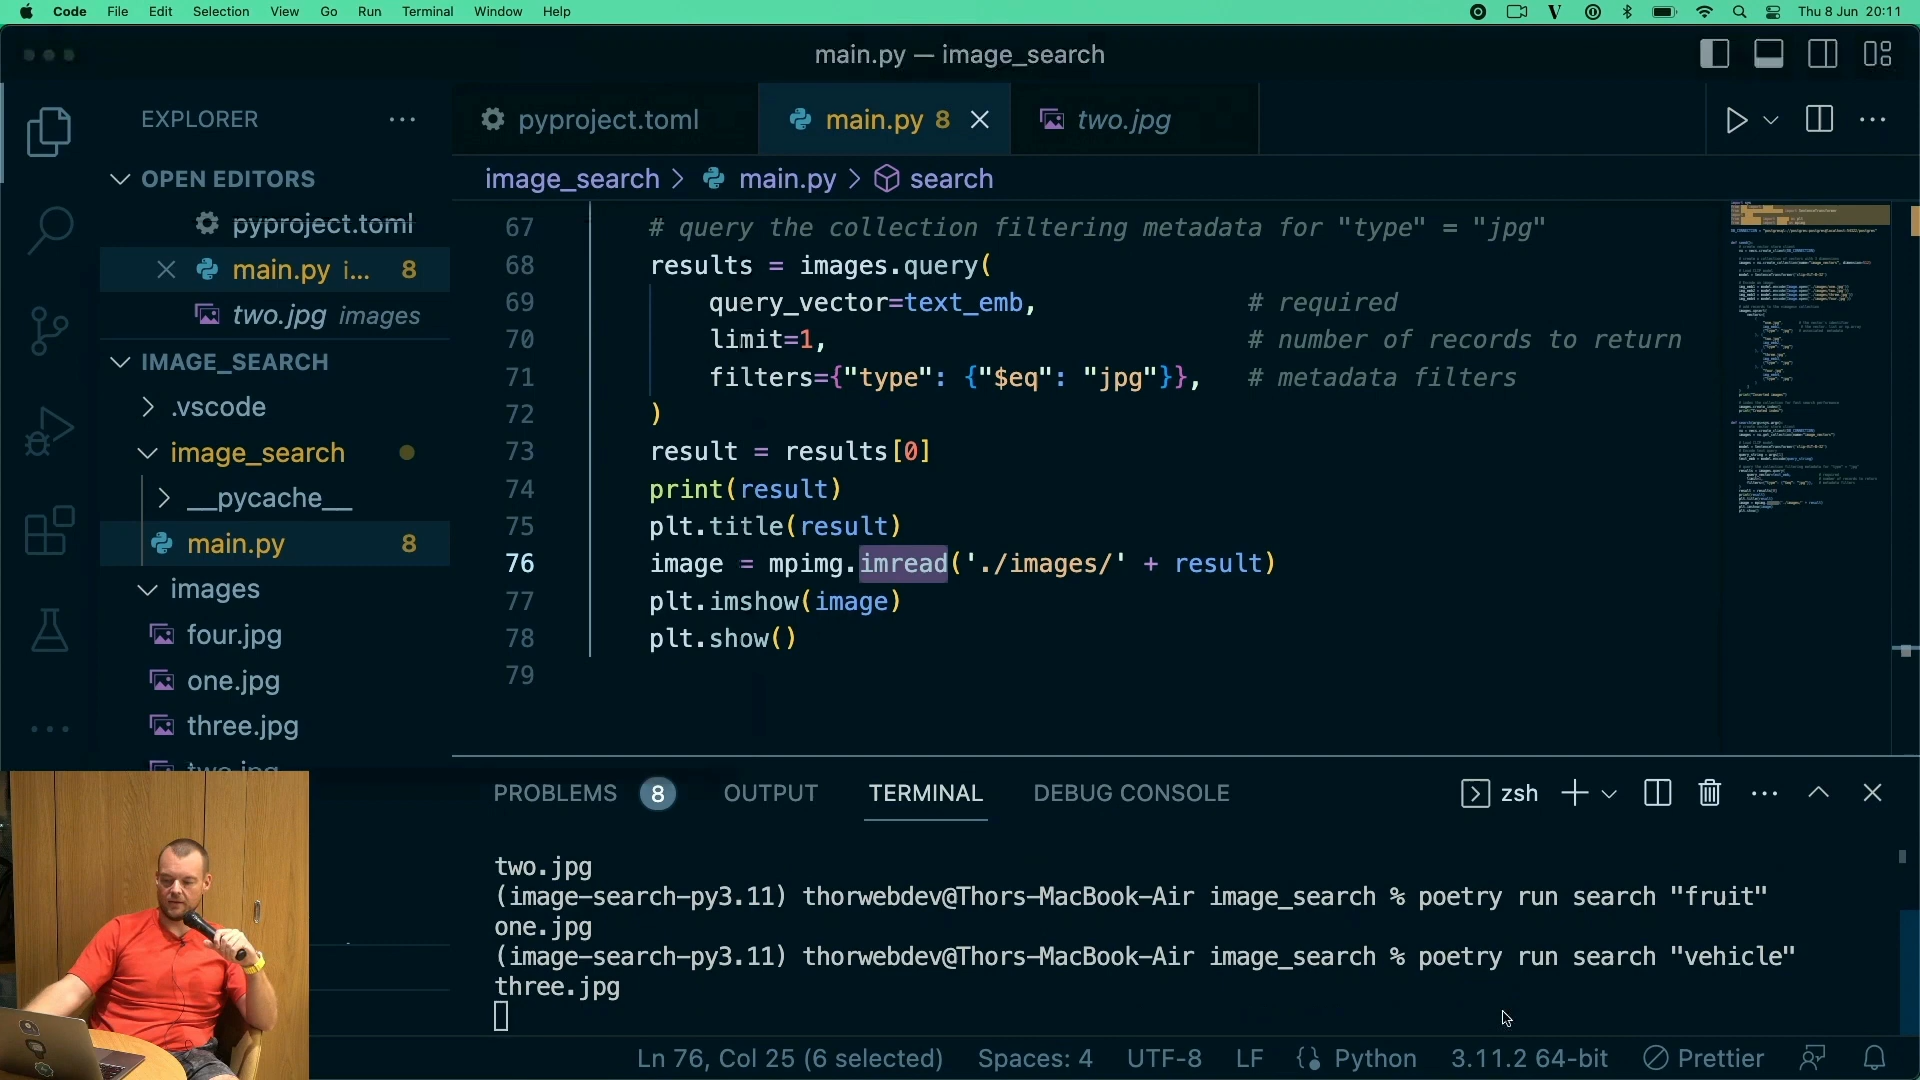 Code File Edit Selection View Go Run Terminal Window Help
Thu 8 Jun 20:11
main.py — image_search
EXPLORER
pyproject.toml
main.py 8
two.jpg
OPEN EDITORS
pyproject.toml
main.py i... 8
two.jpg images
IMAGE_SEARCH
.vscode
image_search
__pycache__
main.py 8
images
four.jpg
one.jpg
three.jpg
two.jpg
image_search > main.py > search
67 # query the collection filtering metadata for "type" = "jpg"
68 results = images.query(
69 query_vector=text_emb, # required
70 limit=1, # number of records to return
71 filters={"type": {"$eq": "jpg"}}, # metadata filters
72 )
73 result = results[0]
74 print(result)
75 plt.title(result)
76 image = mpimg.imread('./images/' + result)
77 plt.imshow(image)
78 plt.show()
79
PROBLEMS 8 OUTPUT TERMINAL DEBUG CONSOLE
zsh
two.jpg
(image-search-py3.11) thorwebdev@Thors-MacBook-Air image_search % poetry run search "fruit"
one.jpg
(image-search-py3.11) thorwebdev@Thors-MacBook-Air image_search % poetry run search "vehicle"
three.jpg
Ln 76, Col 25 (6 selected) Spaces: 4 UTF-8 LF Python 3.11.2 64-bit Prettier